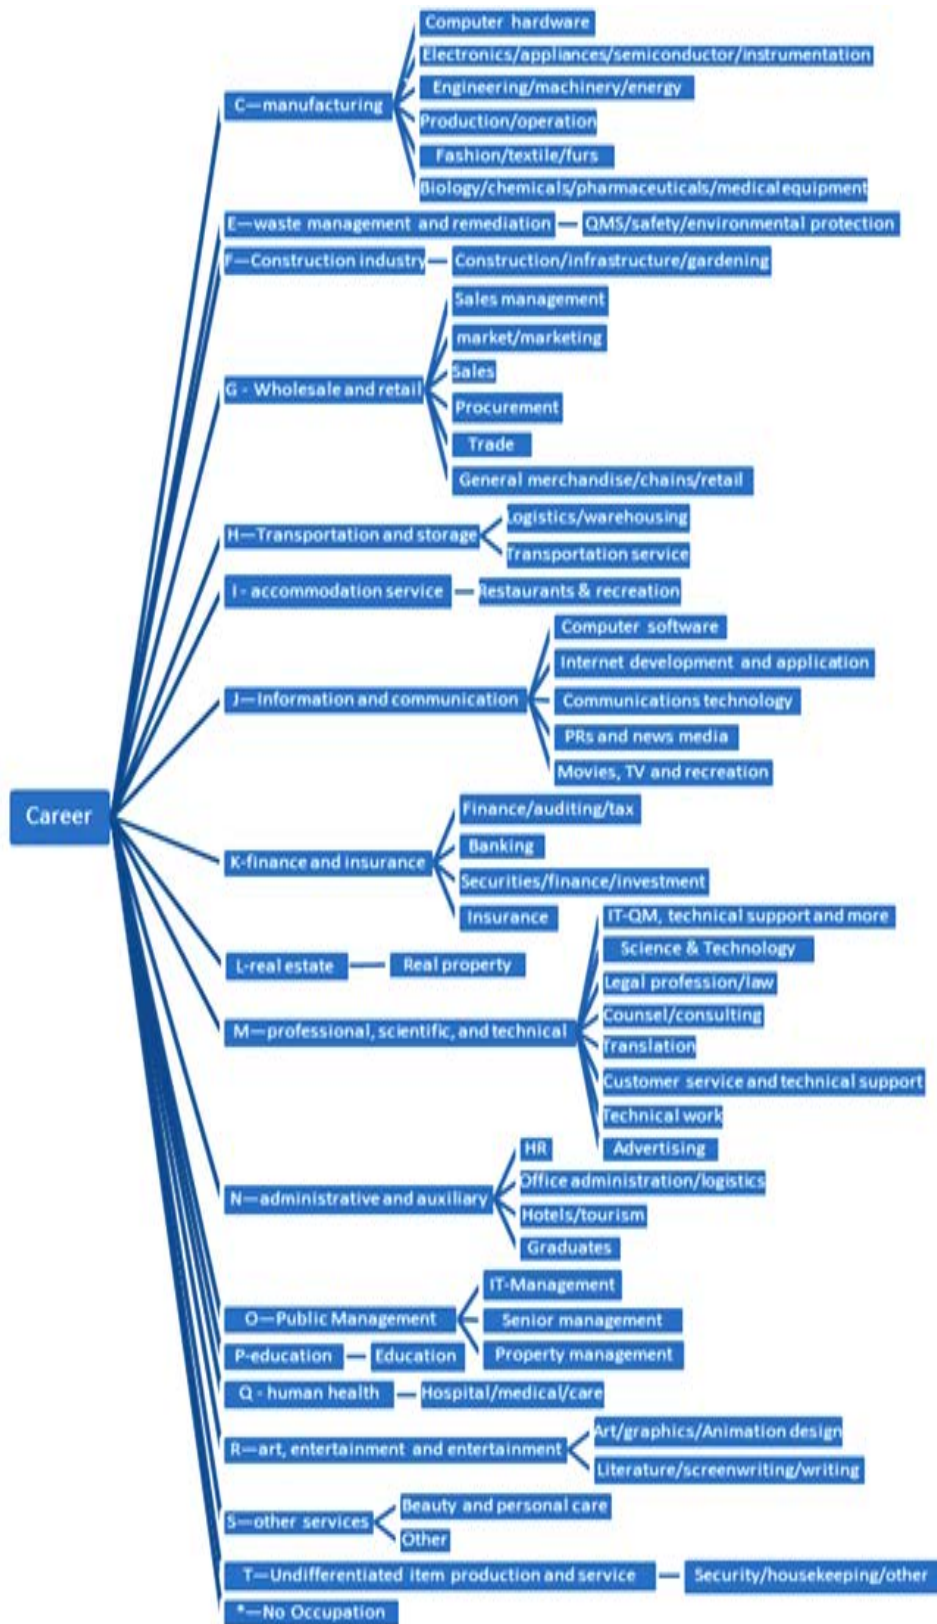 Career
C—manufacturing
Computer hardware
Electronics/appliances/semiconductor/instrumentation
Engineering/machinery/energy
Production/operation
Fashion/textile/furs
Biology/chemicals/pharmaceuticals/medicalequipment
E—waste management and remediation
QMS/safety/environmental protection
F—Construction industry
Construction/infrastructure/gardening
G - Wholesale and retail
Sales management
market/marketing
Sales
Procurement
Trade
General merchandise/chains/retail
H—Transportation and storage
Logistics/warehousing
Transportation service
I - accommodation service
Restaurants & recreation
J—Information and communication
Computer software
Internet development and application
Communications technology
PRs and news media
Movies, TV and recreation
K-finance and insurance
Finance/auditing/tax
Banking
Securities/finance/investment
Insurance
L-real estate
Real property
M—professional, scientific, and technical
IT-QM, technical support and more
Science & Technology
Legal profession/law
Counsel/consulting
Translation
Customer service and technical support
Technical work
Advertising
N—administrative and auxiliary
HR
Office administration/logistics
Hotels/tourism
Graduates
O—Public Management
IT-Management
Senior management
Property management
P-education
Education
Q - human health
Hospital/medical/care
R—art, entertainment and entertainment
Art/graphics/Animation design
Literature/screenwriting/writing
S—other services
Beauty and personal care
Other
T—Undifferentiated item production and service
Security/housekeeping/other
*—No Occupation